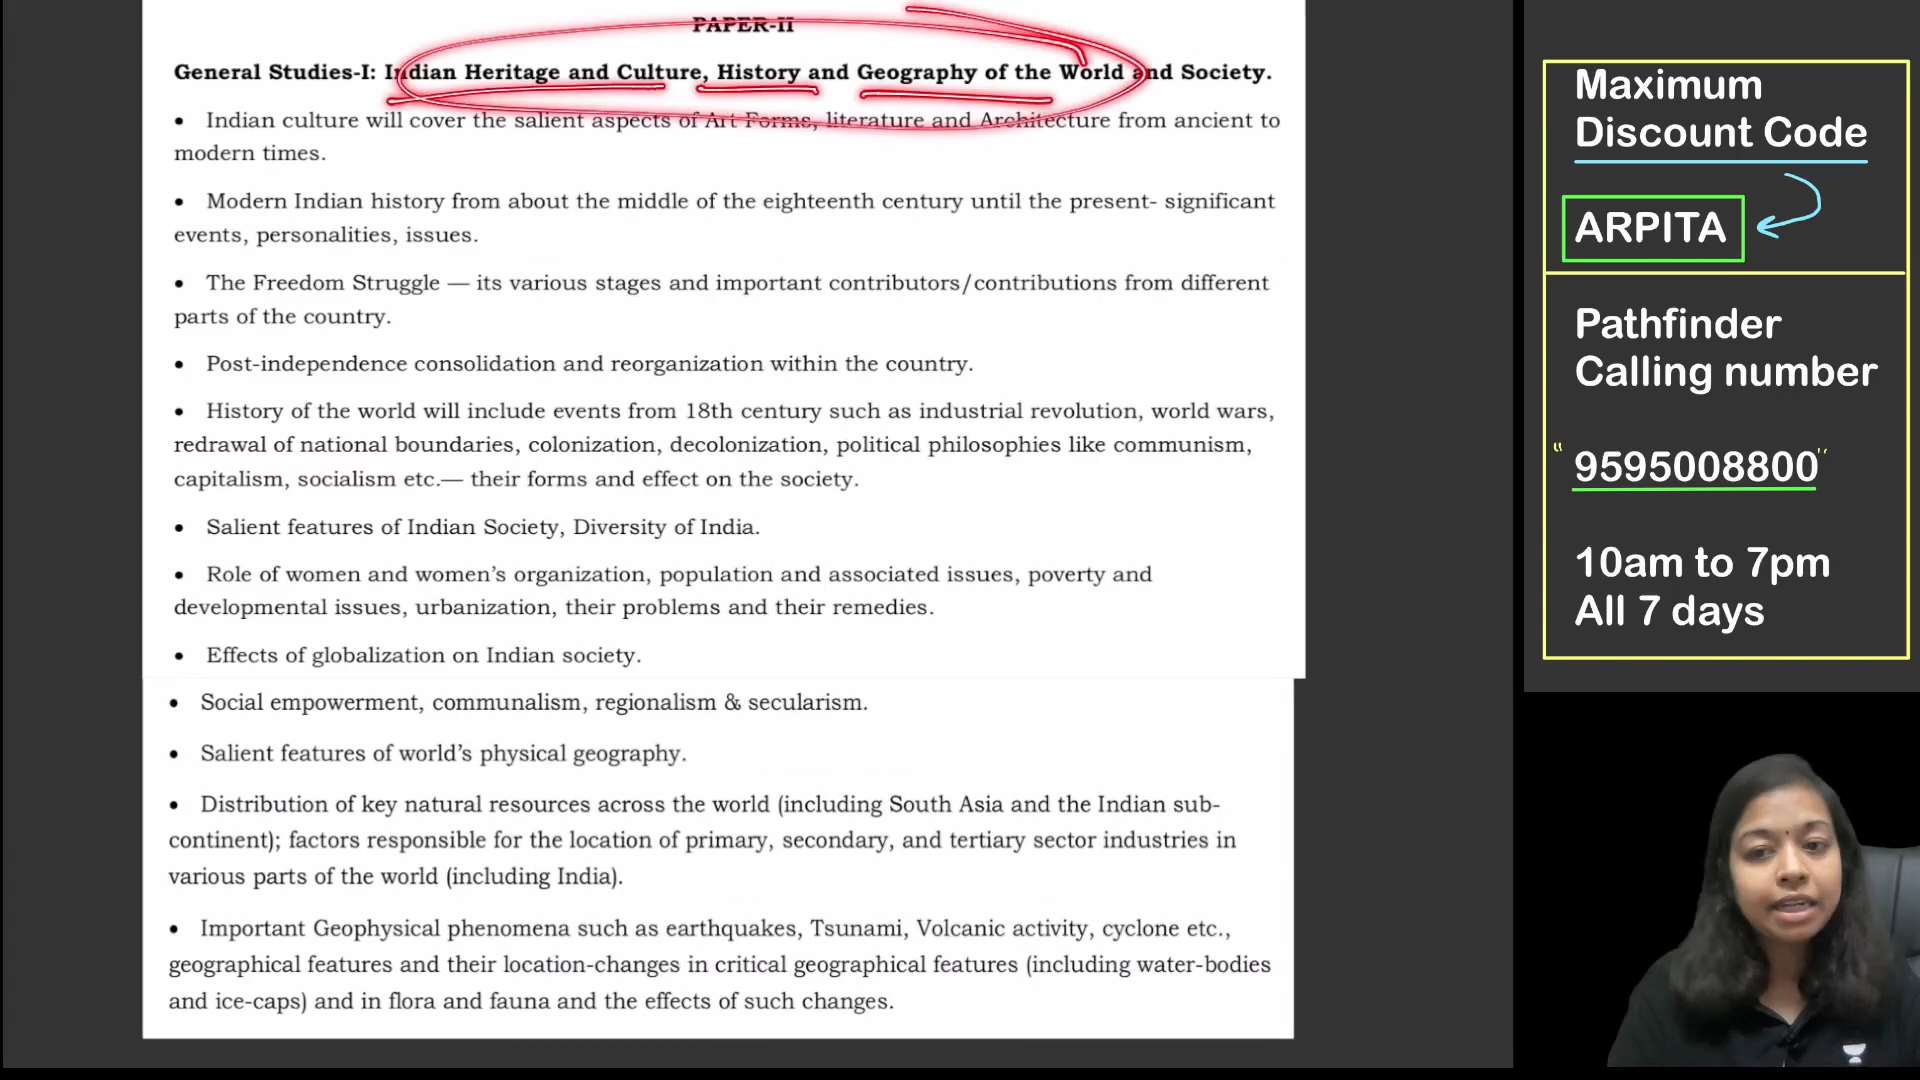 PAPER-II
General Studies-I: Indian Heritage and Culture, History and Geography of the World and Society.
• Indian culture will cover the salient aspects of Art Forms, literature and Architecture from ancient to
modern times.
• Modern Indian history from about the middle of the eighteenth century until the present- significant
events, personalities, issues.
• The Freedom Struggle — its various stages and important contributors/contributions from different
parts of the country.
• Post-independence consolidation and reorganization within the country.
• History of the world will include events from 18th century such as industrial revolution, world wars,
redrawal of national boundaries, colonization, decolonization, political philosophies like communism,
capitalism, socialism etc.— their forms and effect on the society.
• Salient features of Indian Society, Diversity of India.
• Role of women and women’s organization, population and associated issues, poverty and
developmental issues, urbanization, their problems and their remedies.
• Effects of globalization on Indian society.
• Social empowerment, communalism, regionalism & secularism.
• Salient features of world’s physical geography.
• Distribution of key natural resources across the world (including South Asia and the Indian sub-
continent); factors responsible for the location of primary, secondary, and tertiary sector industries in
various parts of the world (including India).
• Important Geophysical phenomena such as earthquakes, Tsunami, Volcanic activity, cyclone etc.,
geographical features and their location-changes in critical geographical features (including water-bodies
and ice-caps) and in flora and fauna and the effects of such changes.
Maximum
Discount Code
ARPITA
Pathfinder
Calling number
"9595008800"
10am to 7pm
All 7 days